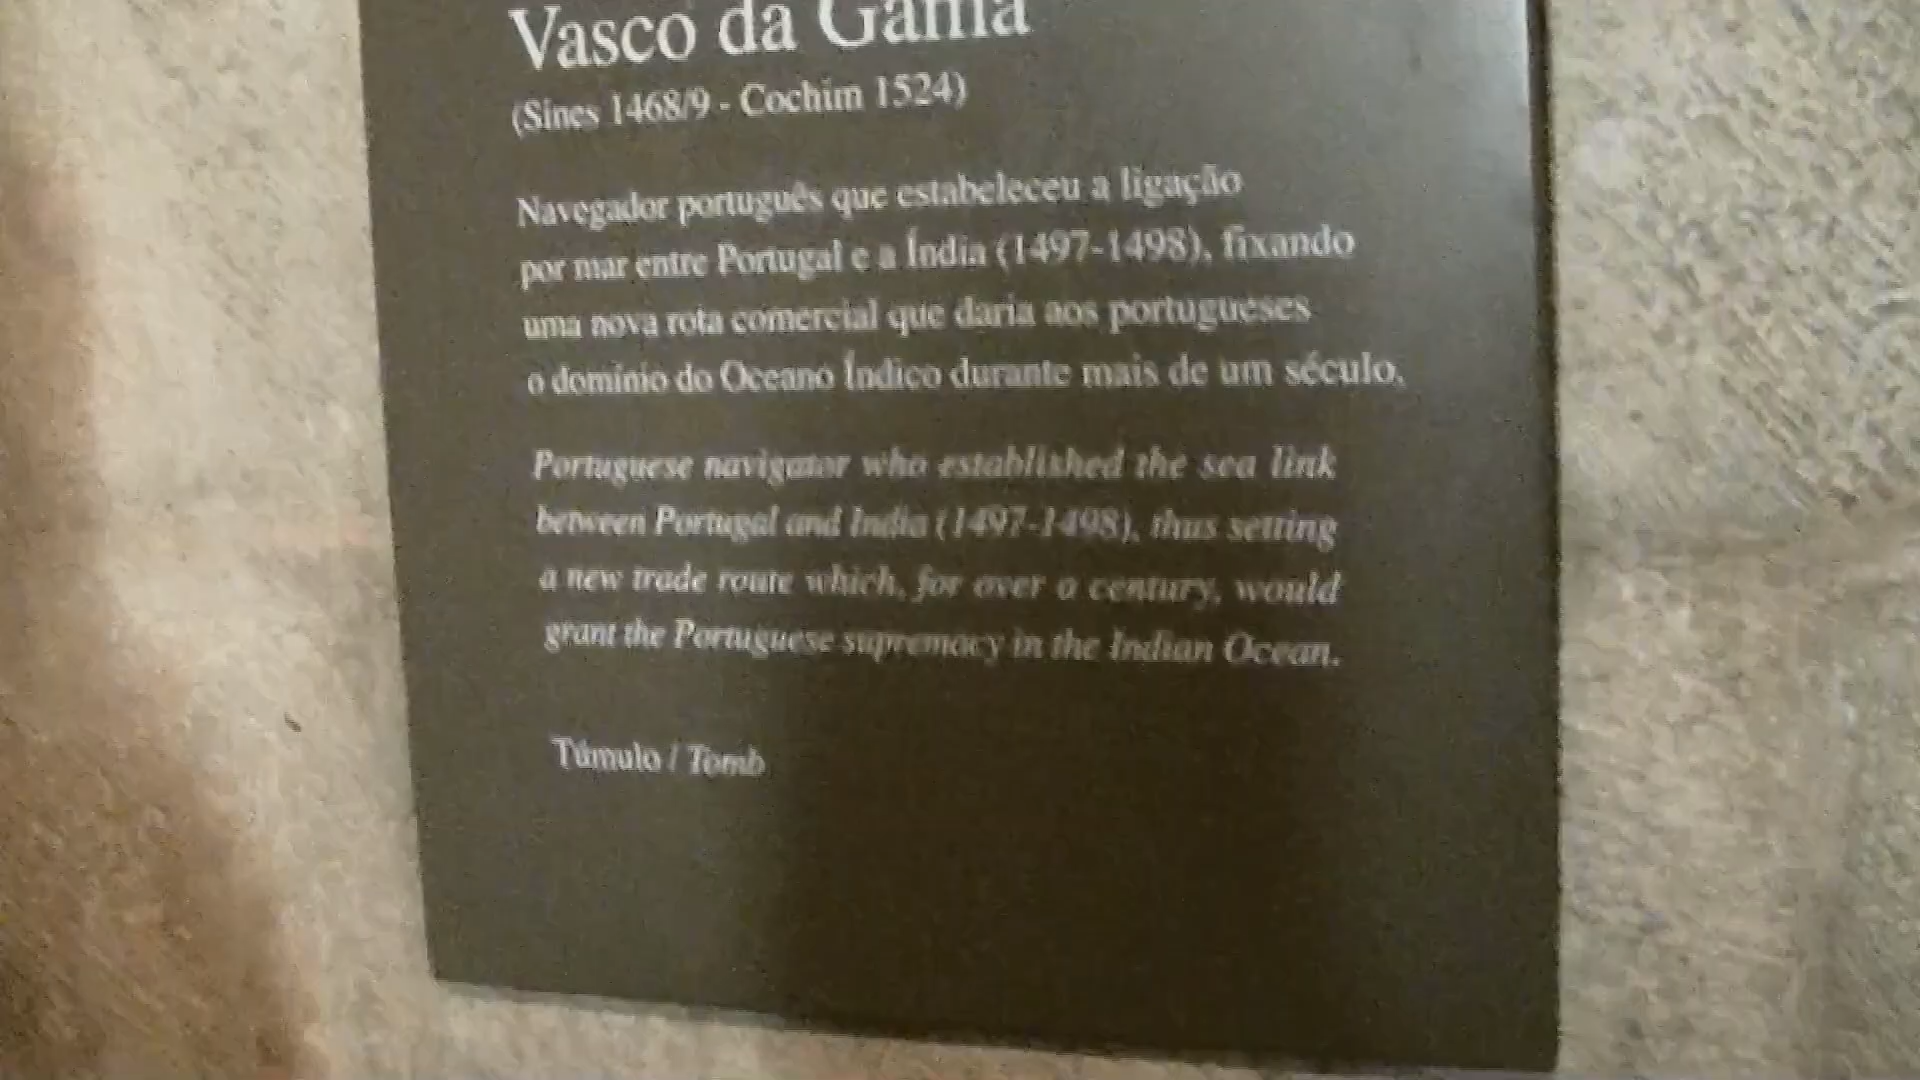 Vasco da Gama
(Sines 1468/9 - Cochim 1524)
Navegador português que estabeleceu a ligação
por mar entre Portugal e a Índia (1497-1498), fixando
uma nova rota comercial que daria aos portugueses
o domínio do Oceano Índico durante mais de um século.
Portuguese navigator who established the sea link
between Portugal and India (1497-1498), thus setting
a new trade route which, for over a century, would
grant the Portuguese supremacy in the Indian Ocean.
Túmulo / Tomb